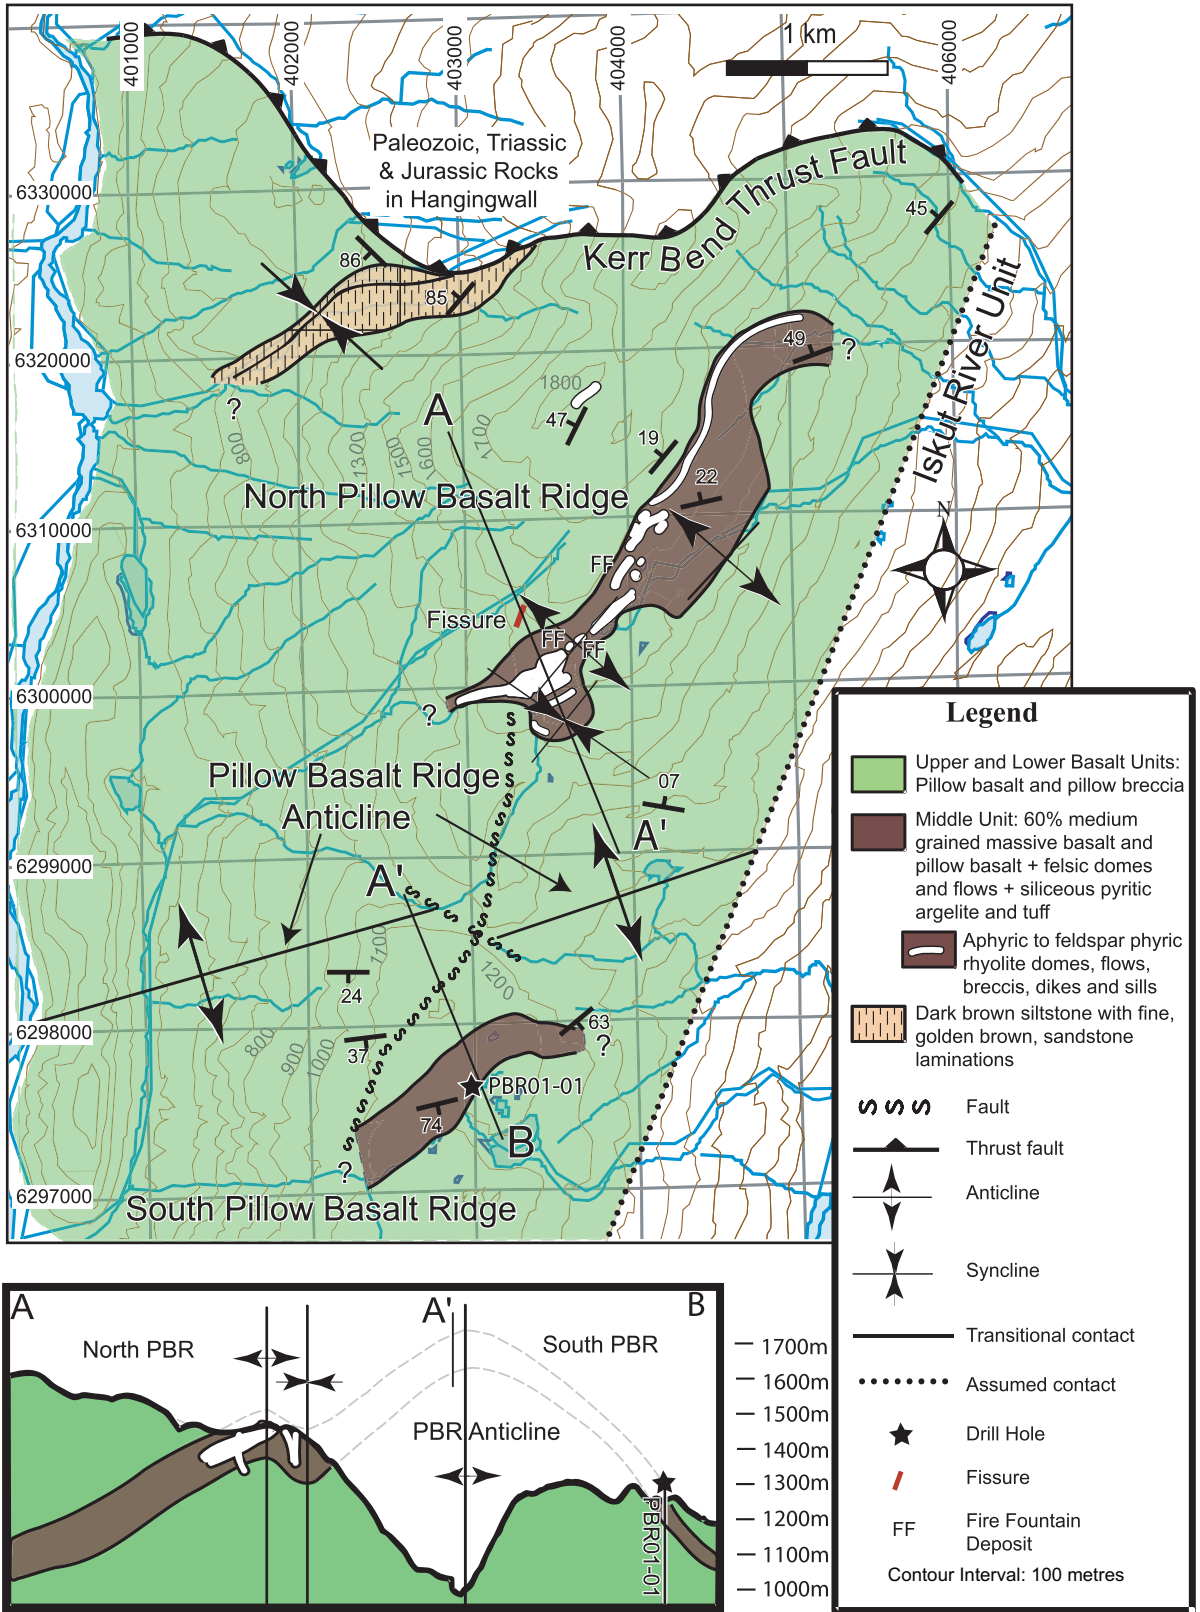 401000
402000
403000
404000
406000
1 km
Paleozoic, Triassic
& Jurassic Rocks
in Hangingwall
Kerr Bend Thrust Fault
6330000
86
85
45
Iskut River Unit
6320000
?
49
?
1800
47
A
800
1300
1500
1600
1700
19
22
North Pillow Basalt Ridge
N
6310000
FF
Fissure
FF
FF
6300000
?
07
Pillow Basalt Ridge
Anticline
A'
6299000
A'
1700
1200
24
6298000
800
900
1000
37
63
?
PBR01-01
74
B
?
6297000
South Pillow Basalt Ridge
Legend
Upper and Lower Basalt Units:
Pillow basalt and pillow breccia
Middle Unit: 60% medium
grained massive basalt and
pillow basalt + felsic domes
and flows + siliceous pyritic
argelite and tuff
Aphyric to feldspar phyric
rhyolite domes, flows,
breccis, dikes and sills
Dark brown siltstone with fine,
golden brown, sandstone
laminations
Fault
Thrust fault
Anticline
Syncline
Transitional contact
Assumed contact
Drill Hole
Fissure
FF
Fire Fountain
Deposit
Contour Interval: 100 metres
A
A'
B
North PBR
South PBR
PBR Anticline
PBR01-01
1700m
1600m
1500m
1400m
1300m
1200m
1100m
1000m